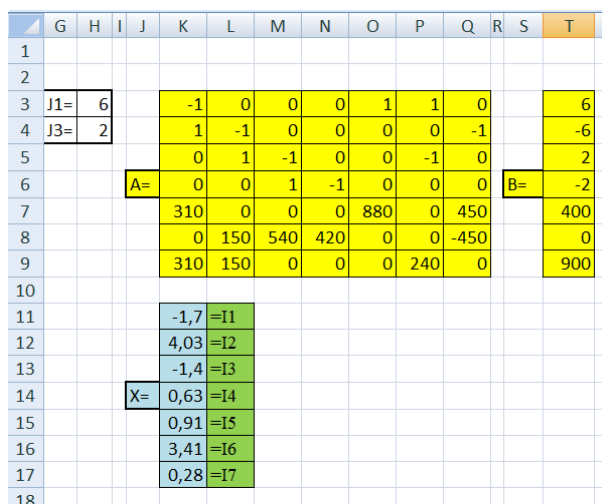 G H I J K L M N O P Q R S T
1
2
3 J1= 6 -1 0 0 0 1 1 0 6
4 J3= 2 1 -1 0 0 0 0 -1 -6
5 0 1 -1 0 0 -1 0 2
6 A= 0 0 1 -1 0 0 0 B= -2
7 310 0 0 0 880 0 450 400
8 0 150 540 420 0 0 -450 0
9 310 150 0 0 0 240 0 900
10
11 -1,7 =I1
12 4,03 =I2
13 -1,4 =I3
14 X= 0,63 =I4
15 0,91 =I5
16 3,41 =I6
17 0,28 =I7
18